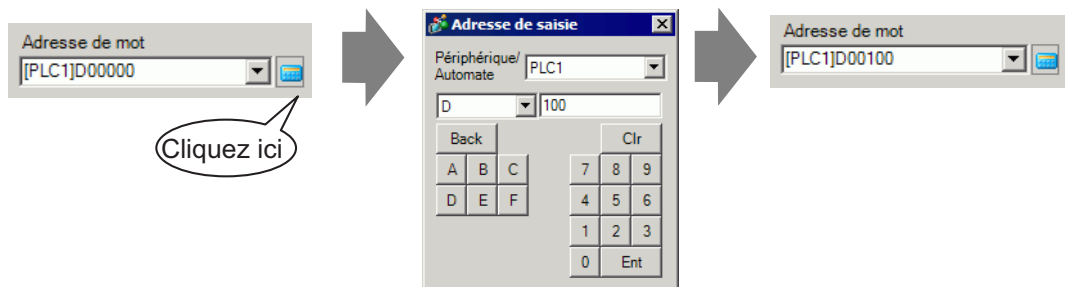 Adresse de mot
[PLC1]D00000
Cliquez ici
Adresse de saisie
Périphérique/
Automate
PLC1
D
100
Back
Clr
A B C 7 8 9
D E F 4 5 6
1 2 3
0 Ent
Adresse de mot
[PLC1]D00100